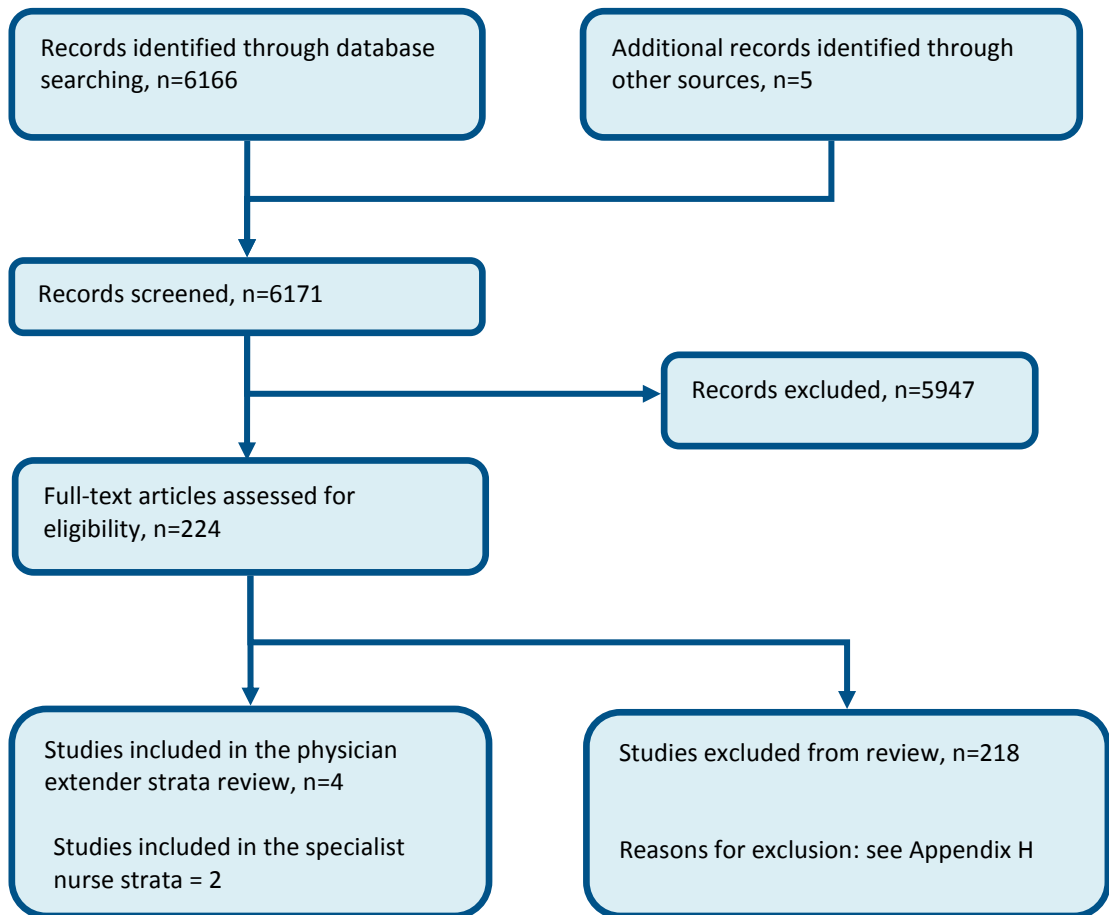 Records identified through database
searching, n=6166
Additional records identified through
other sources, n=5
Records screened, n=6171
Records excluded, n=5947
Full-text articles assessed for
eligibility, n=224
Studies included in the physician
extender strata review, n=4
Studies included in the specialist
nurse strata = 2
Studies excluded from review, n=218
Reasons for exclusion: see Appendix H